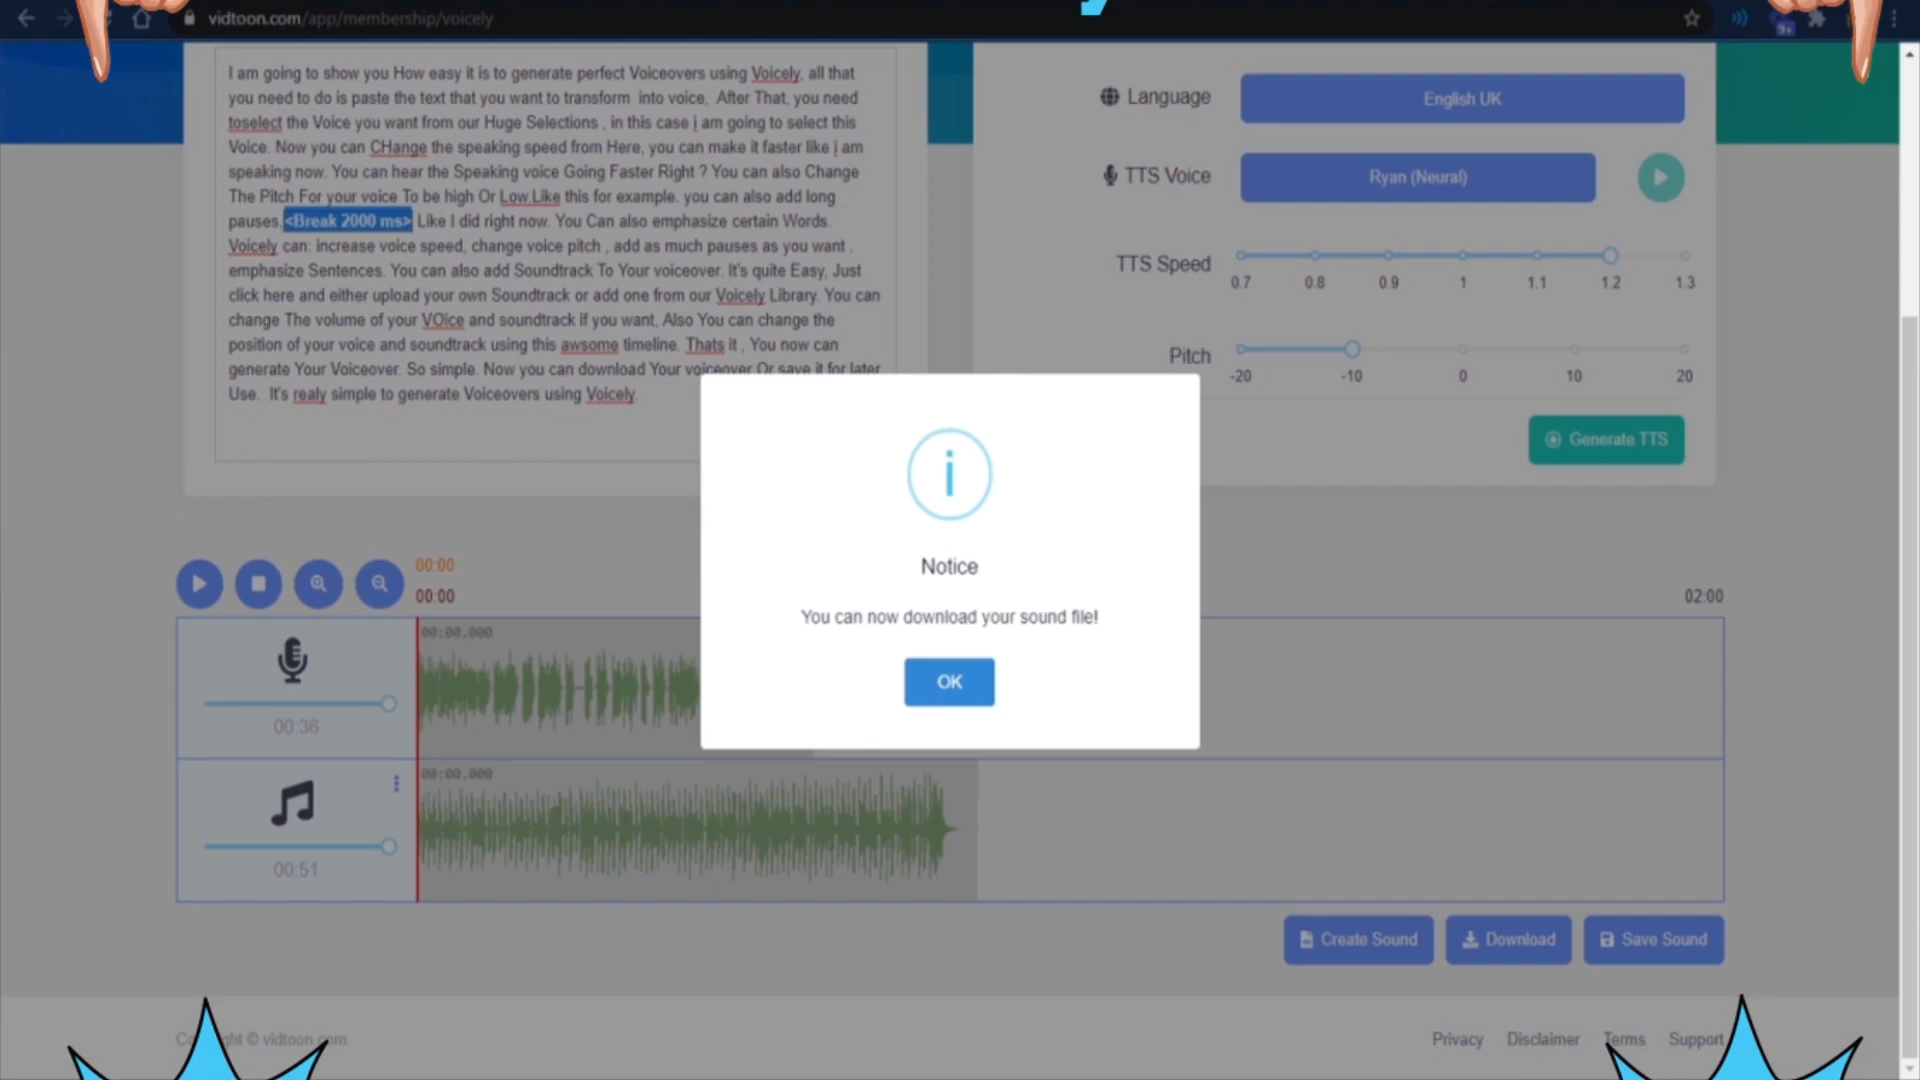 vidtoon.com/app/membership/voicely
9+
I am going to show you How easy it is to generate perfect Voiceovers using Voicely, all that
you need to do is paste the text that you want to transform into voice, After That, you need
toselect the Voice you want from our Huge Selections , in this case i am going to select this
Voice. Now you can CHange the speaking speed from Here, you can make it faster like i am
speaking now. You can hear the Speaking voice Going Faster Right ? You can also Change
The Pitch For your voice To be high Or Low.Like this for example. you can also add long
pauses,<Break 2000 ms> Like I did right now. You Can also emphasize certain Words.
Voicely can: increase voice speed, change voice pitch , add as much pauses as you want .
emphasize Sentences. You can also add Soundtrack To Your voiceover. It's quite Easy, Just
click here and either upload your own Soundtrack or add one from our Voicely Library. You can
change The volume of your VOice and soundtrack if you want, Also You can change the
position of your voice and soundtrack using this awsome timeline. Thats it , You now can
generate Your Voiceover. So simple. Now you can download Your voiceover Or save it for later
Use. It's realy simple to generate Voiceovers using Voicely.
Language
English UK
TTS Voice
Ryan (Neural)
TTS Speed
0.7 0.8 0.9 1 1.1 1.2 1.3
Pitch
-20 -10 0 10 20
Generate TTS
Notice
You can now download your sound file!
OK
00:00
00:00
02:00
00:00.000
00:36
00:00.000
00:51
Create Sound
Download
Save Sound
© vidtoon
Privacy Disclaimer Terms Support